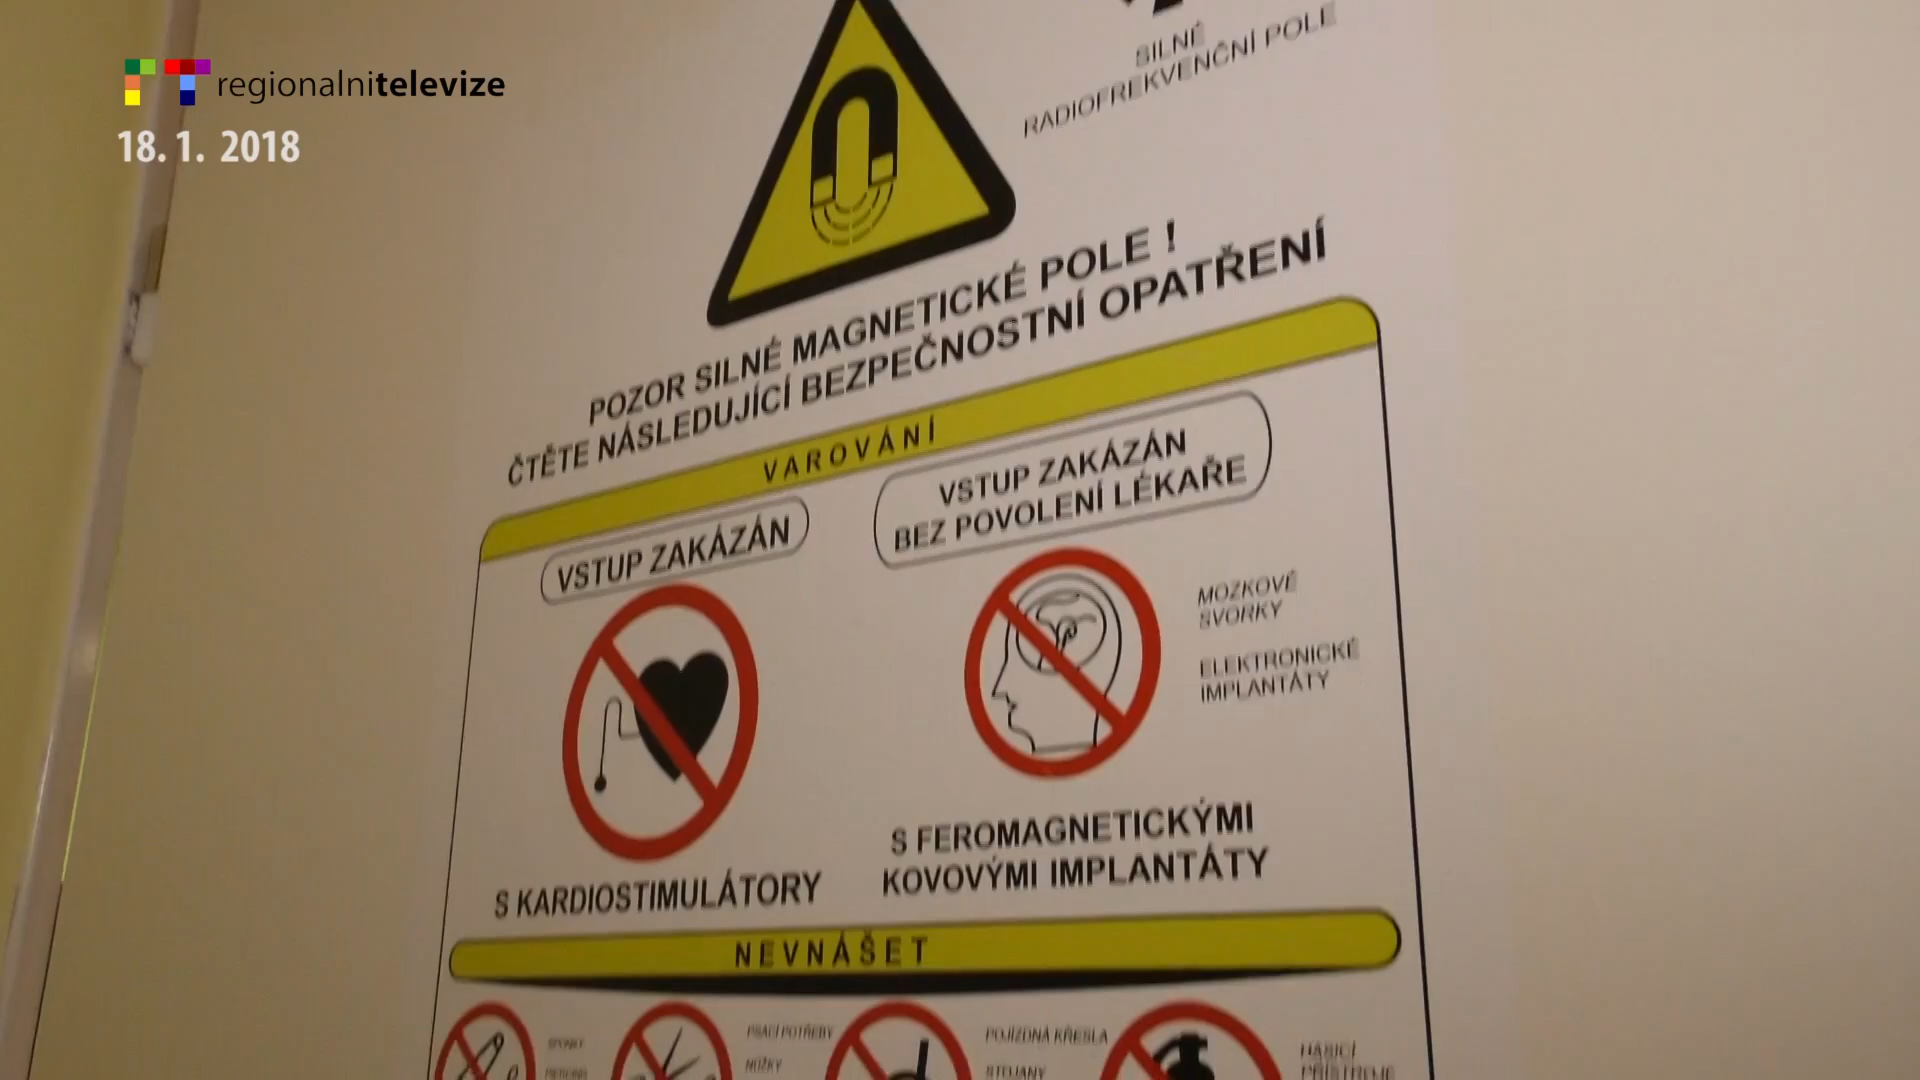 regionalnitelevize
18. 1. 2018
SILNÉ
RADIOFREKVENČNÍ POLE
POZOR SILNÉ MAGNETICKÉ POLE !
ČTĚTE NÁSLEDUJÍCÍ BEZPEČNOSTNÍ OPATŘENÍ
VAROVÁNÍ
VSTUP ZAKÁZÁN
VSTUP ZAKÁZÁN
BEZ POVOLENÍ LÉKAŘE
MOZKOVÉ
SVORKY
ELEKTRONICKÉ
IMPLANTÁTY
S KARDIOSTIMULÁTORY
S FEROMAGNETICKÝMI
KOVOVÝMI IMPLANTÁTY
NEVNÁŠET
PSACÍ POTŘEBY
NŮŽKY
POJÍZDNÁ KŘESLA
STOJANY
HASICÍ
PŘÍSTROJE